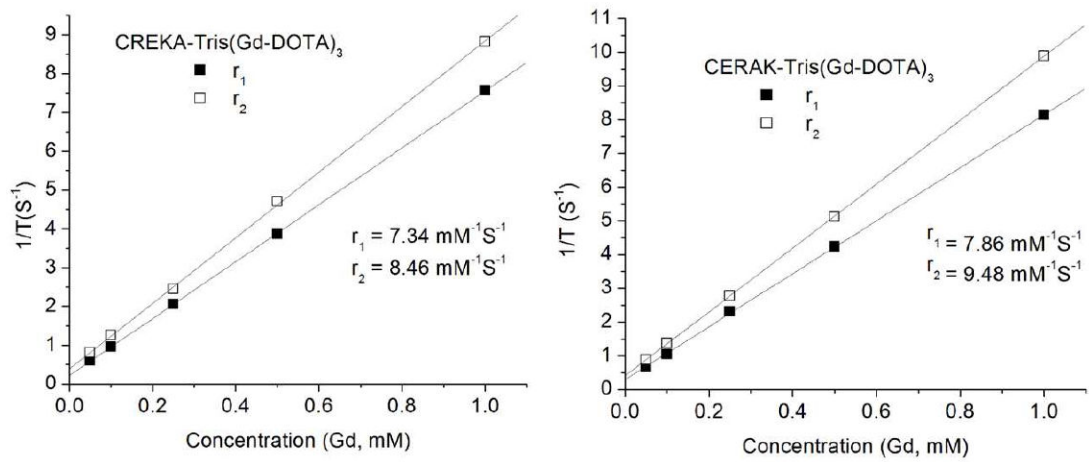 CREKA-Tris(Gd-DOTA)₃
r₁
r₂
r₁ = 7.34 mM⁻¹S⁻¹
r₂ = 8.46 mM⁻¹S⁻¹
1/T(S⁻¹)
9
8
7
6
5
4
3
2
1
0
0.0 0.2 0.4 0.6 0.8 1.0
Concentration (Gd, mM)
CERAK-Tris(Gd-DOTA)₃
r₁
r₂
r₁ = 7.86 mM⁻¹S⁻¹
r₂ = 9.48 mM⁻¹S⁻¹
1/T (S⁻¹)
11
10
9
8
7
6
5
4
3
2
1
0
0.0 0.2 0.4 0.6 0.8 1.0
Concentration (Gd, mM)